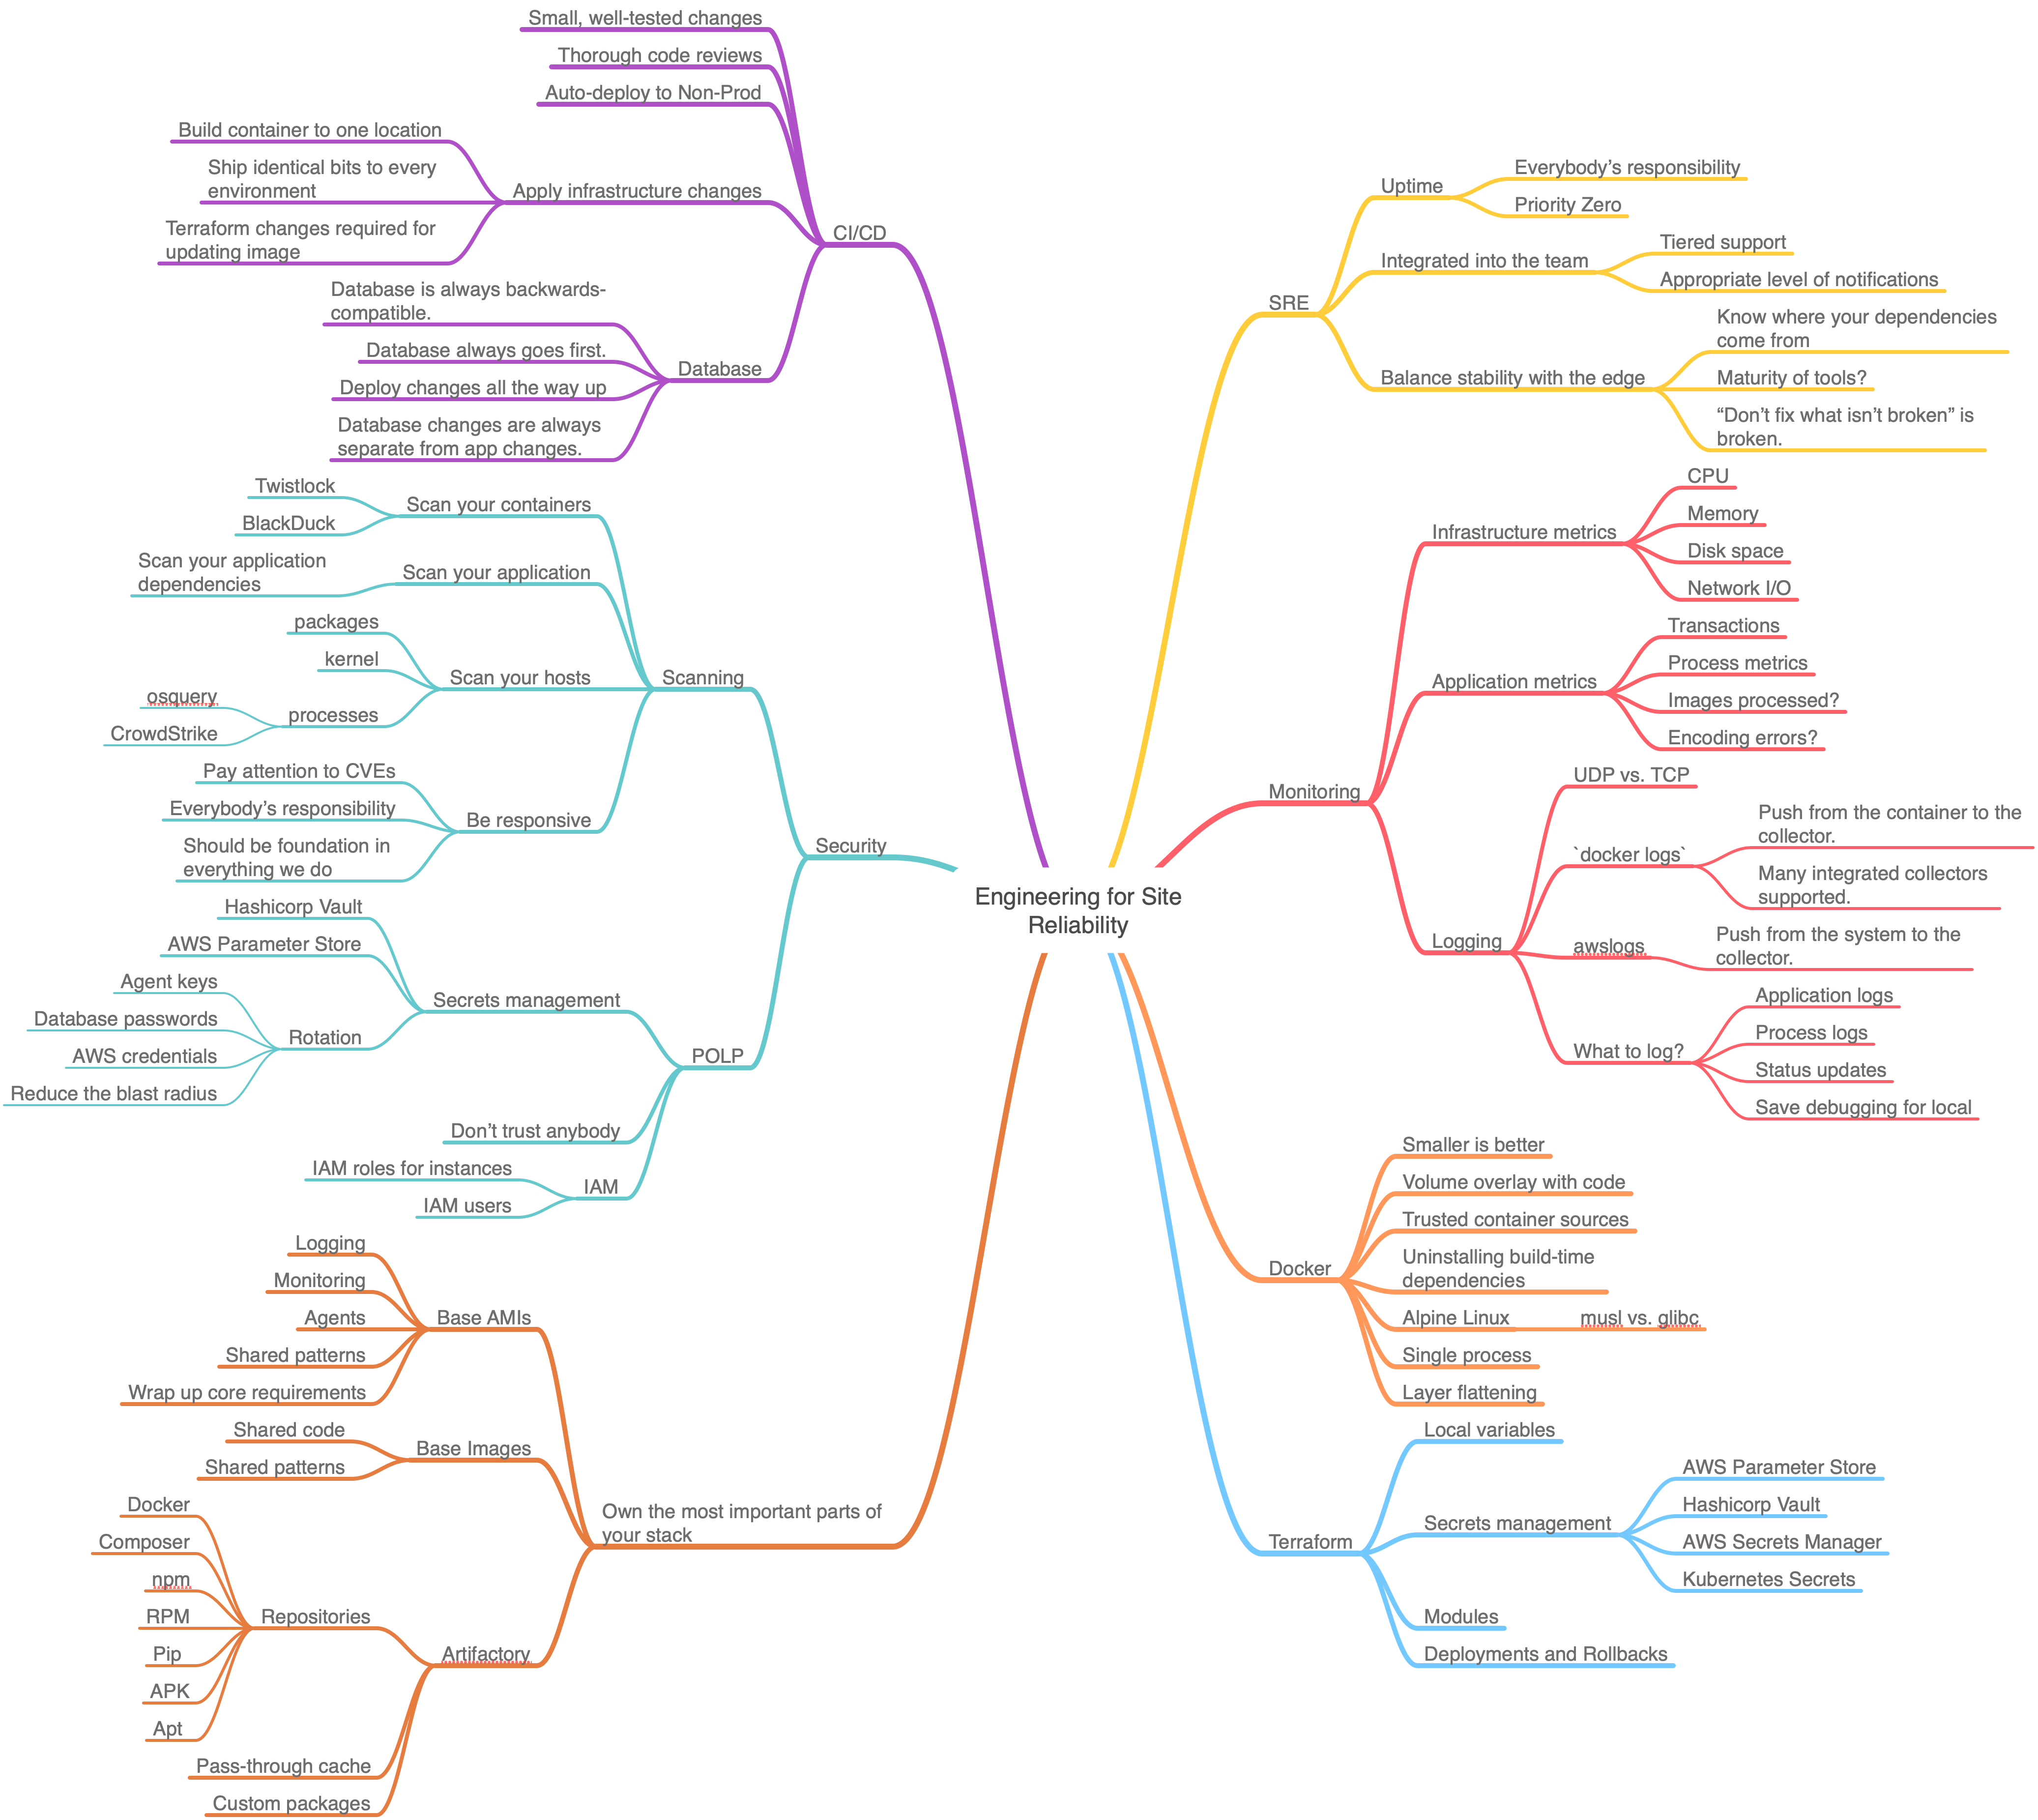 Engineering for Site
Reliability
CI/CD
Small, well-tested changes
Thorough code reviews
Auto-deploy to Non-Prod
Apply infrastructure changes
Build container to one location
Ship identical bits to every
environment
Terraform changes required for
updating image
Database
Database is always backwards-
compatible.
Database always goes first.
Deploy changes all the way up
Database changes are always
separate from app changes.
Security
Scanning
Scan your containers
Twistlock
BlackDuck
Scan your application
Scan your application
dependencies
Scan your hosts
packages
kernel
processes
osquery
CrowdStrike
Be responsive
Pay attention to CVEs
Everybody’s responsibility
Should be foundation in
everything we do
POLP
Secrets management
Hashicorp Vault
AWS Parameter Store
Rotation
Agent keys
Database passwords
AWS credentials
Reduce the blast radius
Don’t trust anybody
IAM
IAM roles for instances
IAM users
Own the most important parts of
your stack
Base AMIs
Logging
Monitoring
Agents
Shared patterns
Wrap up core requirements
Base Images
Shared code
Shared patterns
Artifactory
Repositories
Docker
Composer
npm
RPM
Pip
APK
Apt
Pass-through cache
Custom packages
SRE
Uptime
Everybody’s responsibility
Priority Zero
Integrated into the team
Tiered support
Appropriate level of notifications
Balance stability with the edge
Know where your dependencies
come from
Maturity of tools?
“Don’t fix what isn’t broken” is
broken.
Monitoring
Infrastructure metrics
CPU
Memory
Disk space
Network I/O
Application metrics
Transactions
Process metrics
Images processed?
Encoding errors?
Logging
UDP vs. TCP
`docker logs`
Push from the container to the
collector.
Many integrated collectors
supported.
awslogs
Push from the system to the
collector.
What to log?
Application logs
Process logs
Status updates
Save debugging for local
Docker
Smaller is better
Volume overlay with code
Trusted container sources
Uninstalling build-time
dependencies
Alpine Linux
musl vs. glibc
Single process
Layer flattening
Terraform
Local variables
Secrets management
AWS Parameter Store
Hashicorp Vault
AWS Secrets Manager
Kubernetes Secrets
Modules
Deployments and Rollbacks